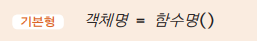 기본형 객체명 = 함수명()